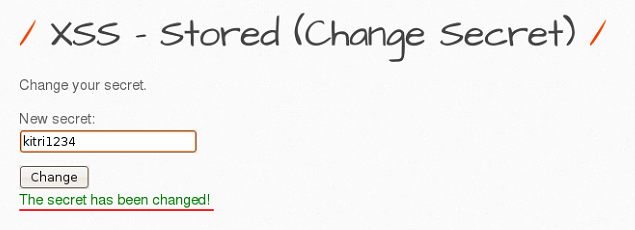 / XSS - Stored (Change Secret) /
Change your secret.
New secret:
kitri1234
Change
The secret has been changed!